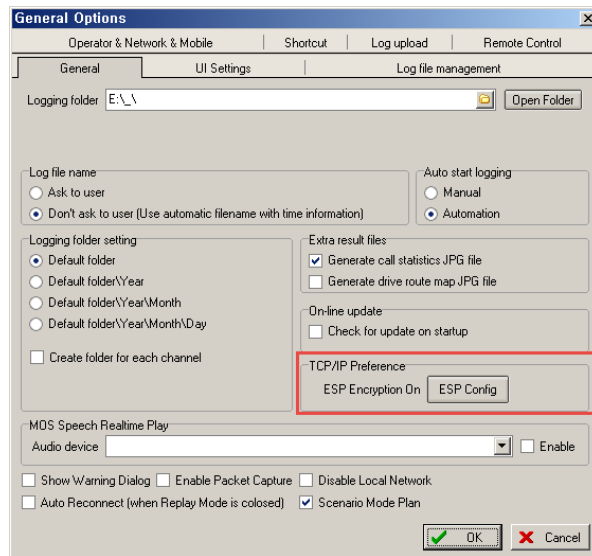 General Options
Operator & Network & Mobile Shortcut Log upload Remote Control
General UI Settings Log file management
Logging folder E:\_\ Open Folder
Log file name
Ask to user
Don't ask to user (Use automatic filename with time information)
Auto start logging
Manual
Automation
Logging folder setting
Default folder
Default folder\Year
Default folder\Year\Month
Default folder\Year\Month\Day
Create folder for each channel
Extra result files
Generate call statistics JPG file
Generate drive route map JPG file
On-line update
Check for update on startup
TCP/IP Preference
ESP Encryption On ESP Config
MOS Speech Realtime Play
Audio device Enable
Show Warning Dialog Enable Packet Capture Disable Local Network
Auto Reconnect (when Replay Mode is colosed) Scenario Mode Plan
OK Cancel